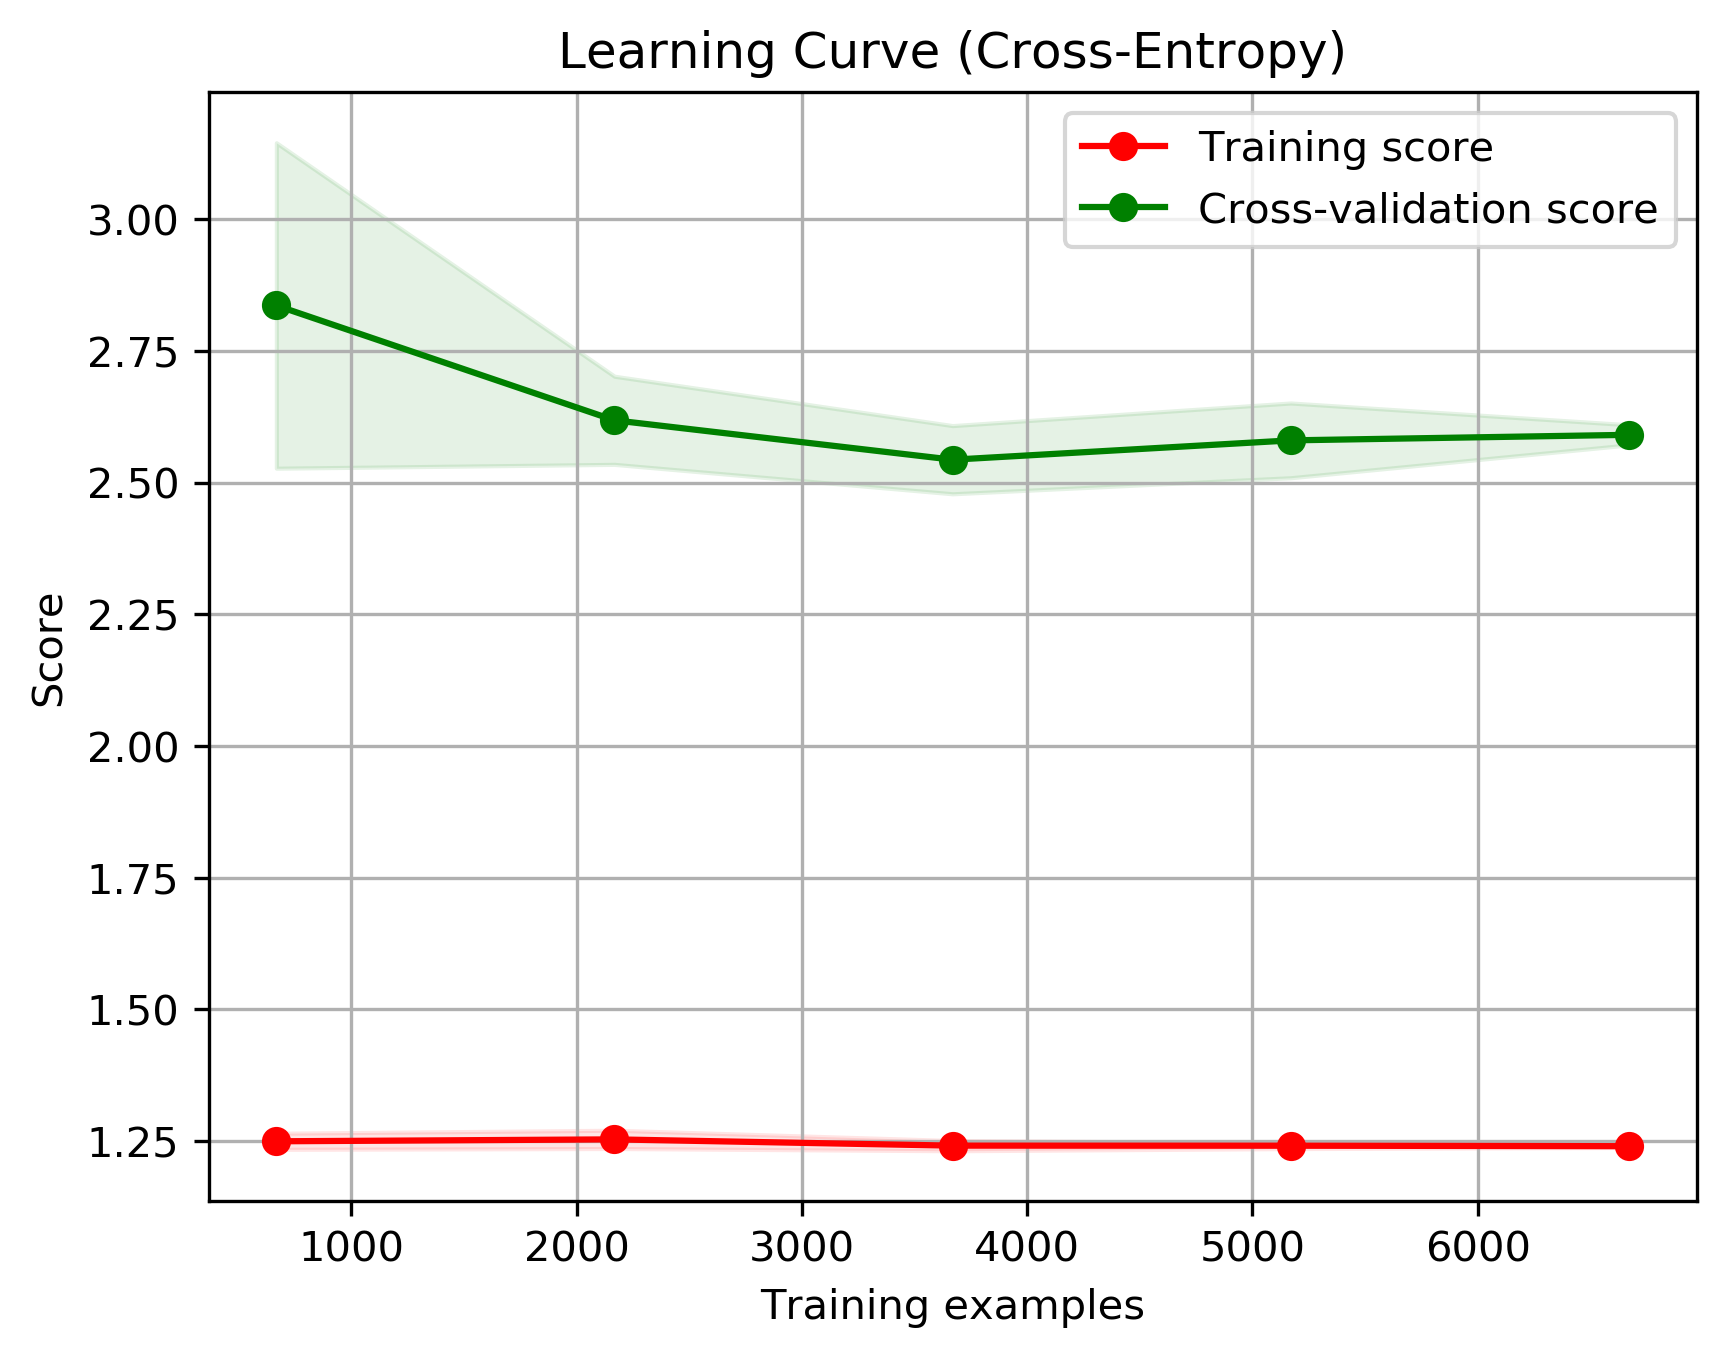 Learning Curve (Cross-Entropy)
Training score
Cross-validation score
3.00
2.75
2.50
2.25
2.00
1.75
1.50
1.25
Score
1000 2000 3000 4000 5000 6000
Training examples